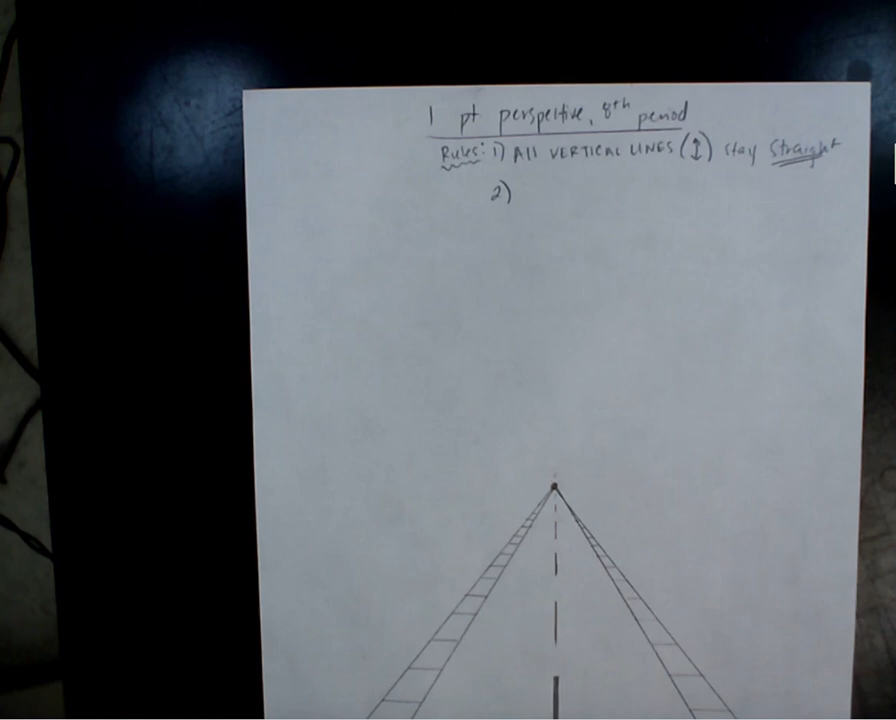 1 pt perspective, 8th period
Rules: 1) All VERTICAL LINES (↕) stay straight
2)